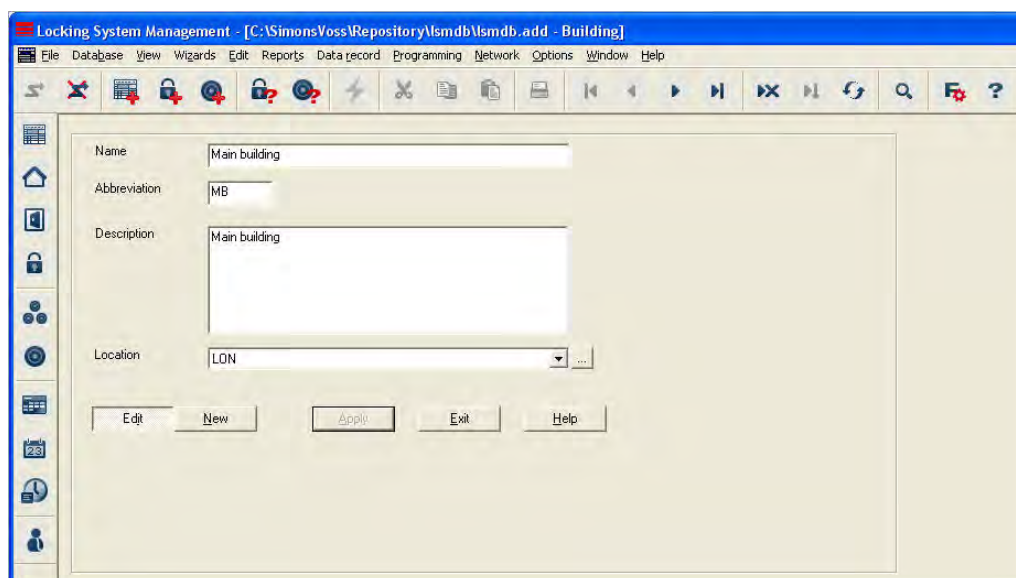 Locking System Management - [C:\SimonsVoss\Repository\lsmdb\lsmdb.add - Building]
File Database View Wizards Edit Reports Data record Programming Network Options Window Help
Name Main building
Abbreviation MB
Description Main building
Location LON ...
Edit New Apply Exit Help
23